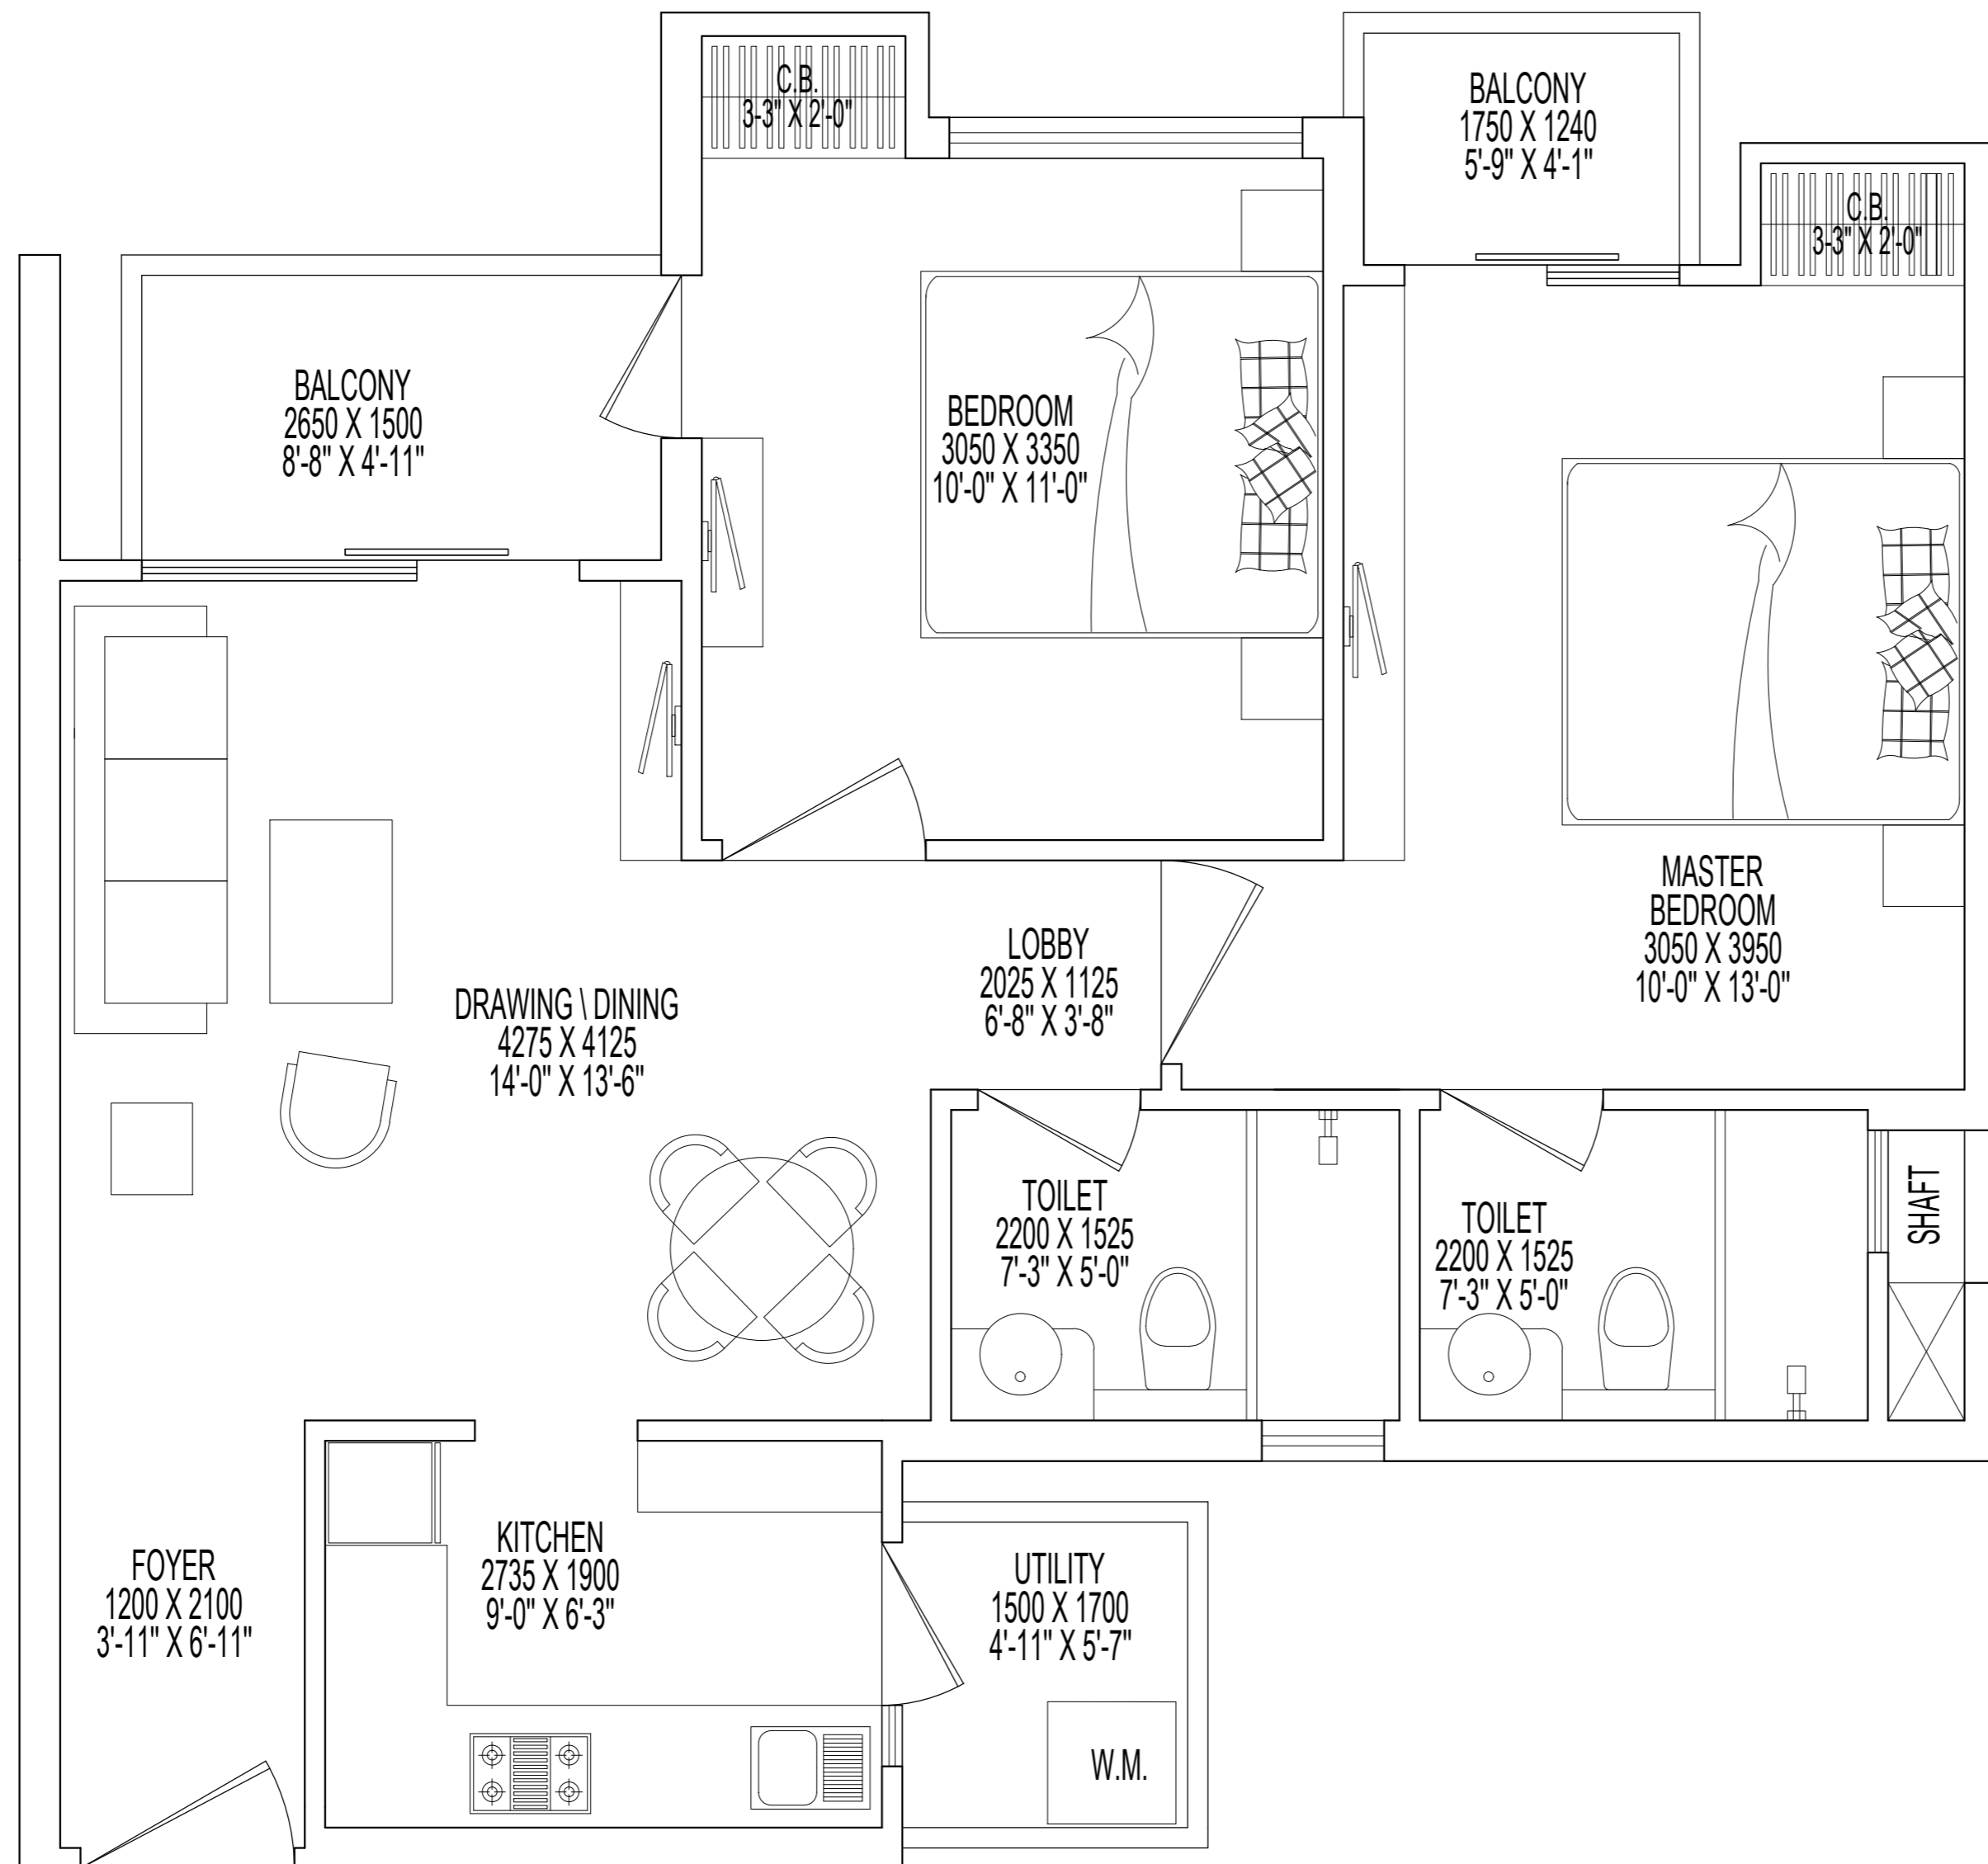 C.B.
3-3" X 2'-0"
BALCONY
1750 X 1240
5'-9" X 4'-1"
C.B.
3-3" X 2'-0"
BALCONY
2650 X 1500
8'-8" X 4'-11"
BEDROOM
3050 X 3350
10'-0" X 11'-0"
MASTER
BEDROOM
3050 X 3950
10'-0" X 13'-0"
LOBBY
2025 X 1125
6'-8" X 3'-8"
DRAWING \ DINING
4275 X 4125
14'-0" X 13'-6"
TOILET
2200 X 1525
7'-3" X 5'-0"
TOILET
2200 X 1525
7'-3" X 5'-0"
SHAFT
KITCHEN
2735 X 1900
9'-0" X 6'-3"
FOYER
1200 X 2100
3'-11" X 6'-11"
UTILITY
1500 X 1700
4'-11" X 5'-7"
W.M.